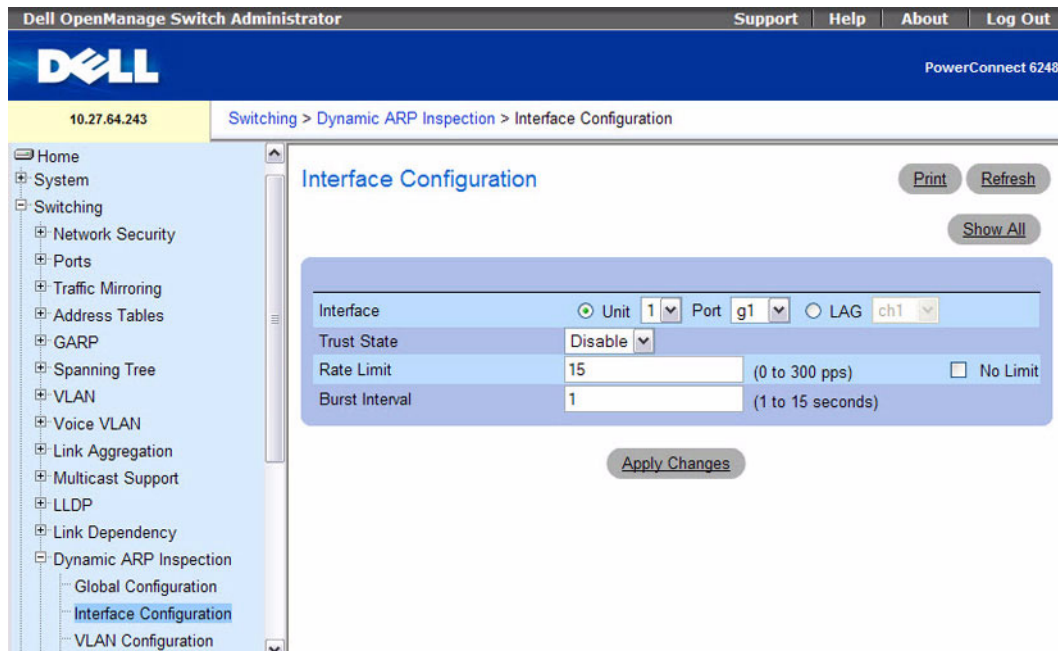 Dell OpenManage Switch Administrator Support Help About Log Out
DELL
PowerConnect 6248
10.27.64.243 Switching > Dynamic ARP Inspection > Interface Configuration
Home
System
Switching
Network Security
Ports
Traffic Mirroring
Address Tables
GARP
Spanning Tree
VLAN
Voice VLAN
Link Aggregation
Multicast Support
LLDP
Link Dependency
Dynamic ARP Inspection
Global Configuration
Interface Configuration
VLAN Configuration
Interface Configuration Print Refresh
Show All
Interface Unit 1 Port g1 LAG ch1
Trust State Disable
Rate Limit 15 (0 to 300 pps) No Limit
Burst Interval 1 (1 to 15 seconds)
Apply Changes